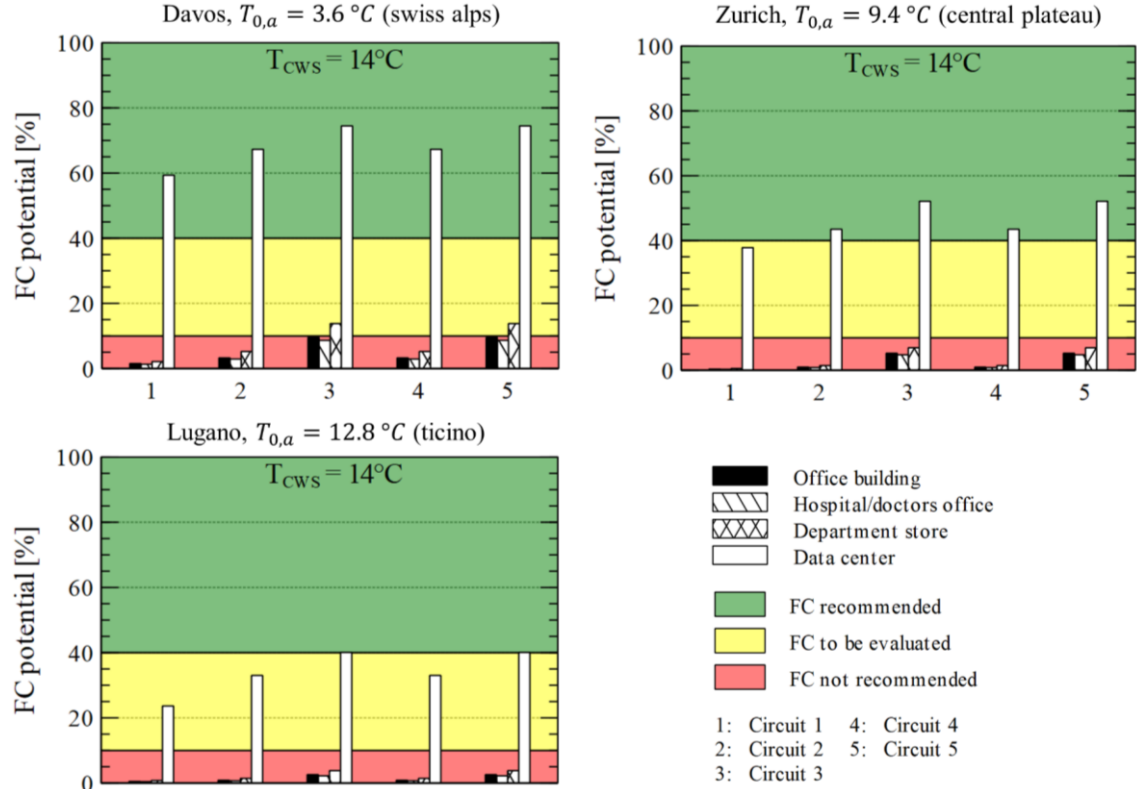 Davos, T0,a = 3.6 °C (swiss alps)
TCWS = 14°C
FC potential [%]
100
80
60
40
20
0
1 2 3 4 5
Zurich, T0,a = 9.4 °C (central plateau)
TCWS = 14°C
FC potential [%]
100
80
60
40
20
0
1 2 3 4 5
Lugano, T0,a = 12.8 °C (ticino)
TCWS = 14°C
FC potential [%]
100
80
60
40
20
0
Office building
Hospital/doctors office
Department store
Data center
FC recommended
FC to be evaluated
FC not recommended
1: Circuit 1 4: Circuit 4
2: Circuit 2 5: Circuit 5
3: Circuit 3